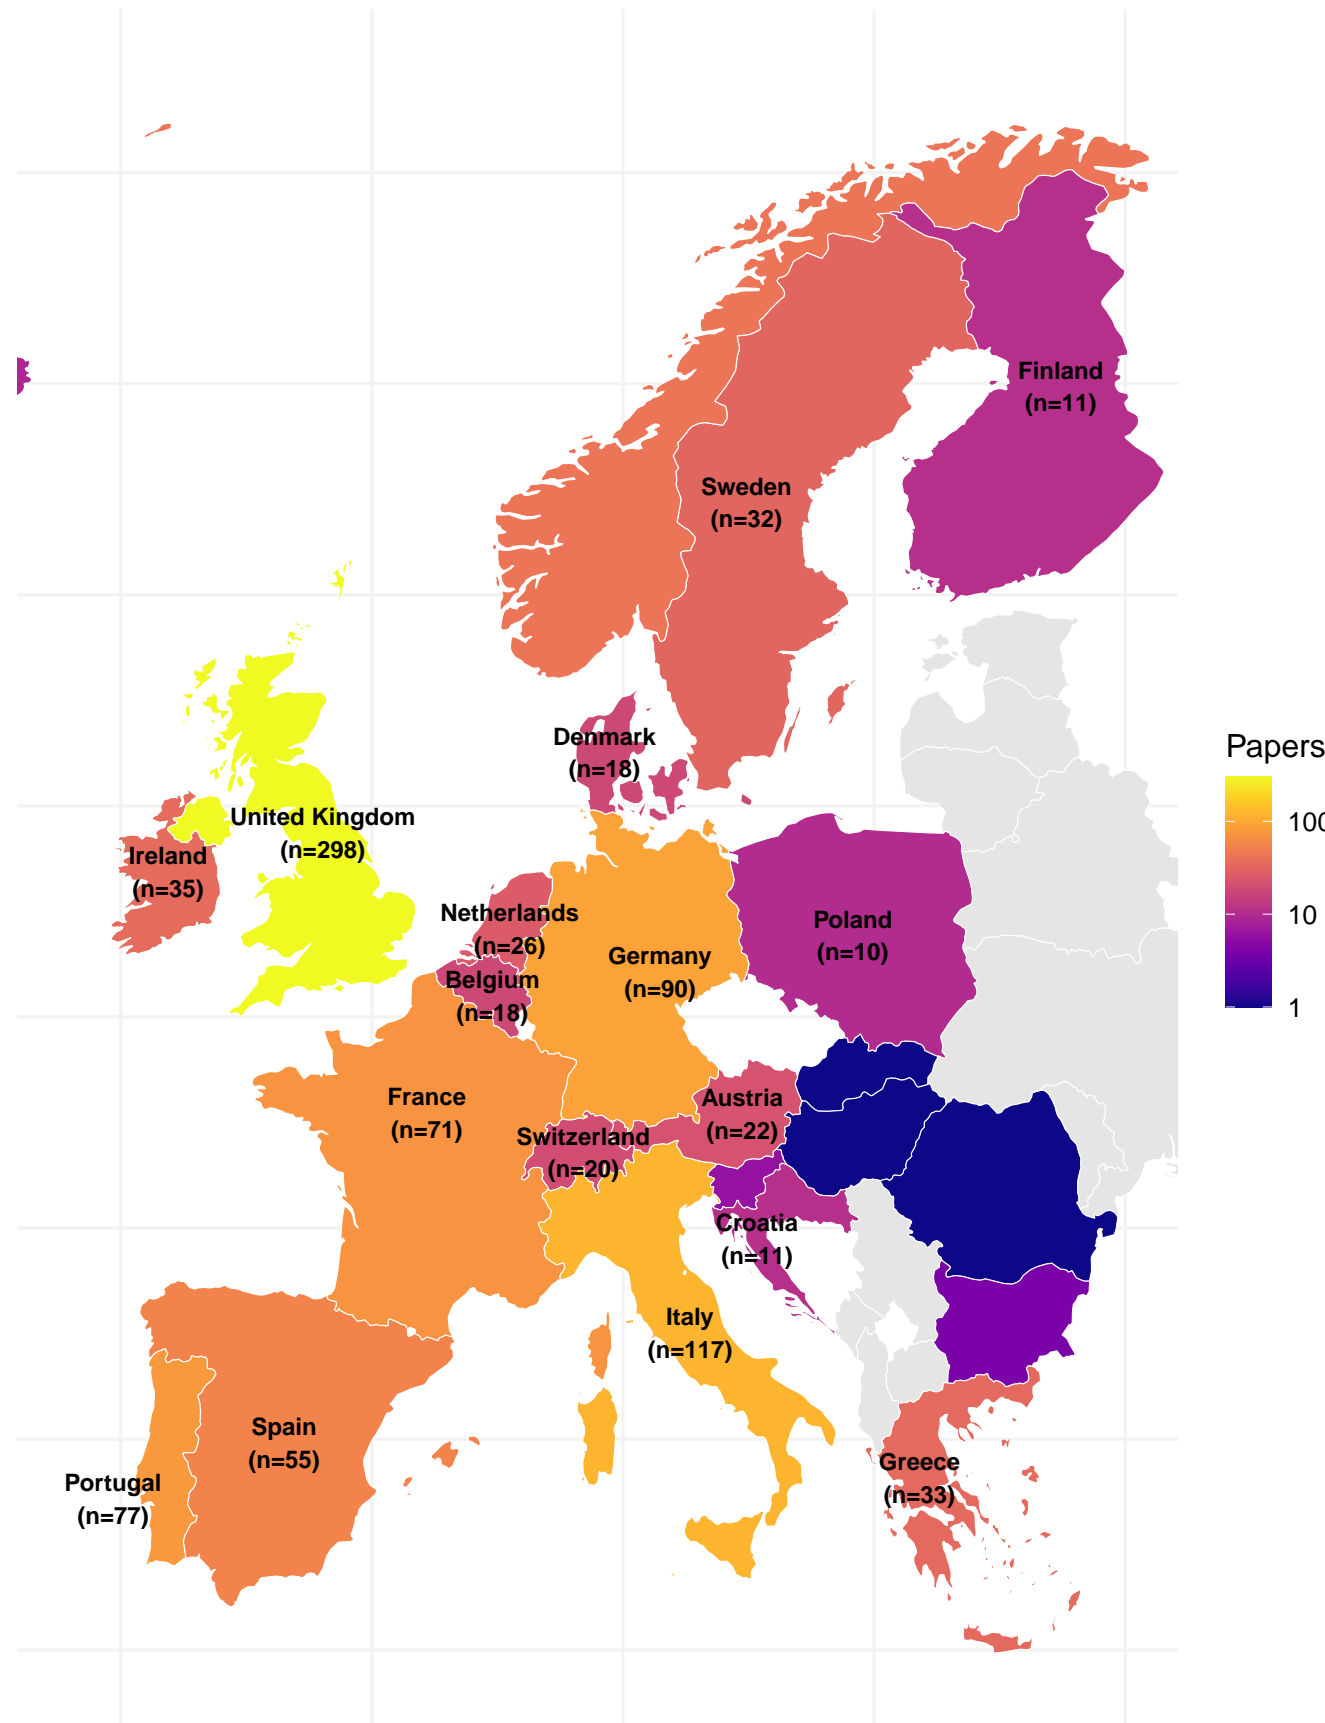 Finland
(n=11)
Sweden
(n=32)
Denmark
(n=18)
United Kingdom
(n=298)
Ireland
(n=35)
Netherlands
(n=26)
Poland
(n=10)
Germany
(n=90)
Belgium
(n=18)
France
(n=71)
Austria
(n=22)
Switzerland
(n=20)
Croatia
(n=11)
Italy
(n=117)
Spain
(n=55)
Portugal
(n=77)
Greece
(n=33)
Papers
100
10
1